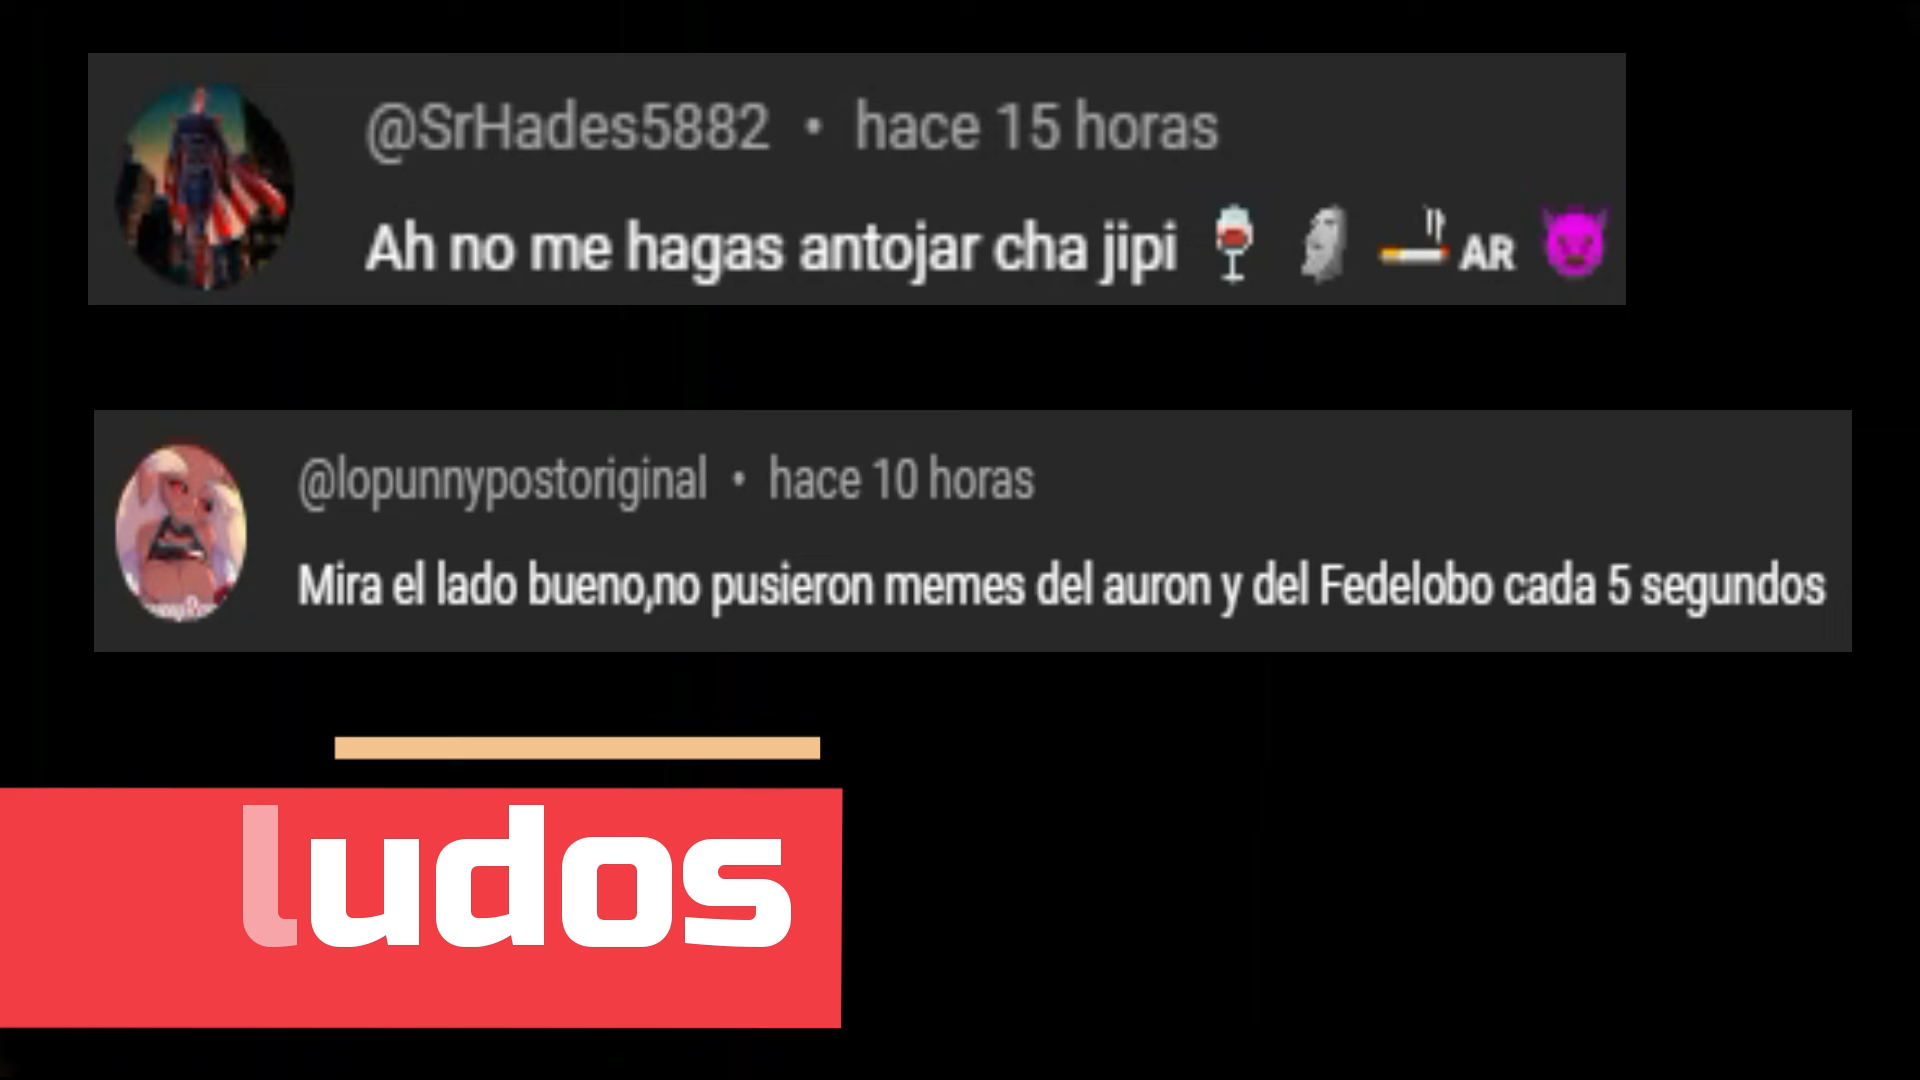 @SrHades5882 • hace 15 horas
Ah no me hagas antojar cha jipi 🍷 🗿 🚬 AR 😈
@lopunnypostoriginal • hace 10 horas
Mira el lado bueno,no pusieron memes del auron y del Fedelobo cada 5 segundos
ludos